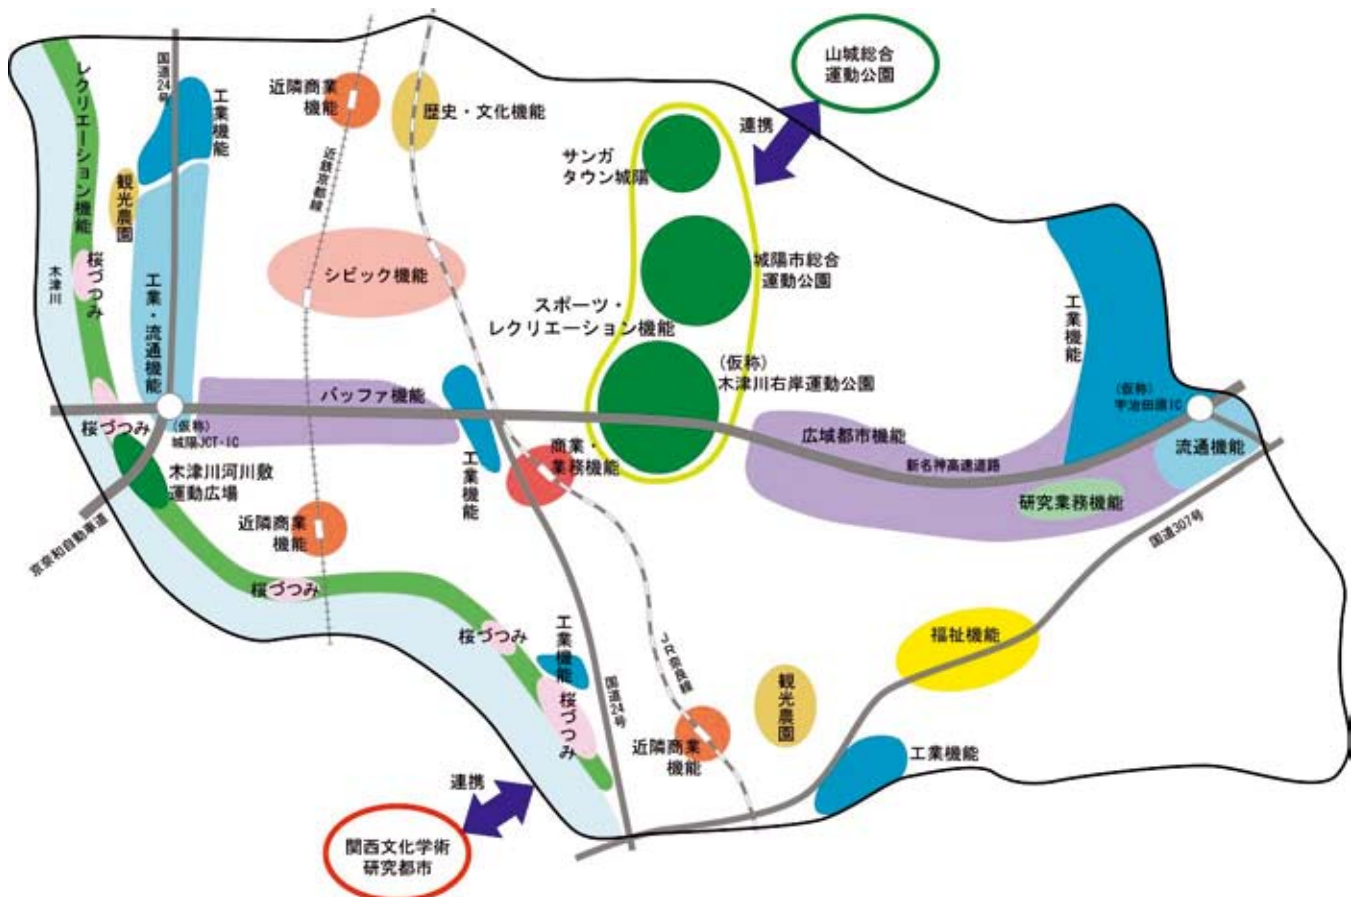 山城総合
運動公園
連携
国道24号
レクリエーション機能
工業機能
近隣商業
機能
歴史・文化機能
近鉄京都線
サンガ
タウン城陽
観光農園
城陽市総合
運動公園
シビック機能
木津川
桜づつみ
工業・流通機能
スポーツ・
レクリエーション機能
工業機能
(仮称)
木津川右岸運動公園
バッファ機能
(仮称)
宇治田原IC
桜づつみ
(仮称)
城陽JCT・IC
広域都市機能
流通機能
商業・
業務機能
新名神高速道路
木津川河川敷
運動広場
工業機能
研究業務機能
近隣商業
機能
京奈和自動車道
国道307号
桜づつみ
桜づつみ
工業機能
福祉機能
JR奈良線
国道24号
観光農園
桜づつみ
近隣商業
機能
工業機能
連携
関西文化学術
研究都市